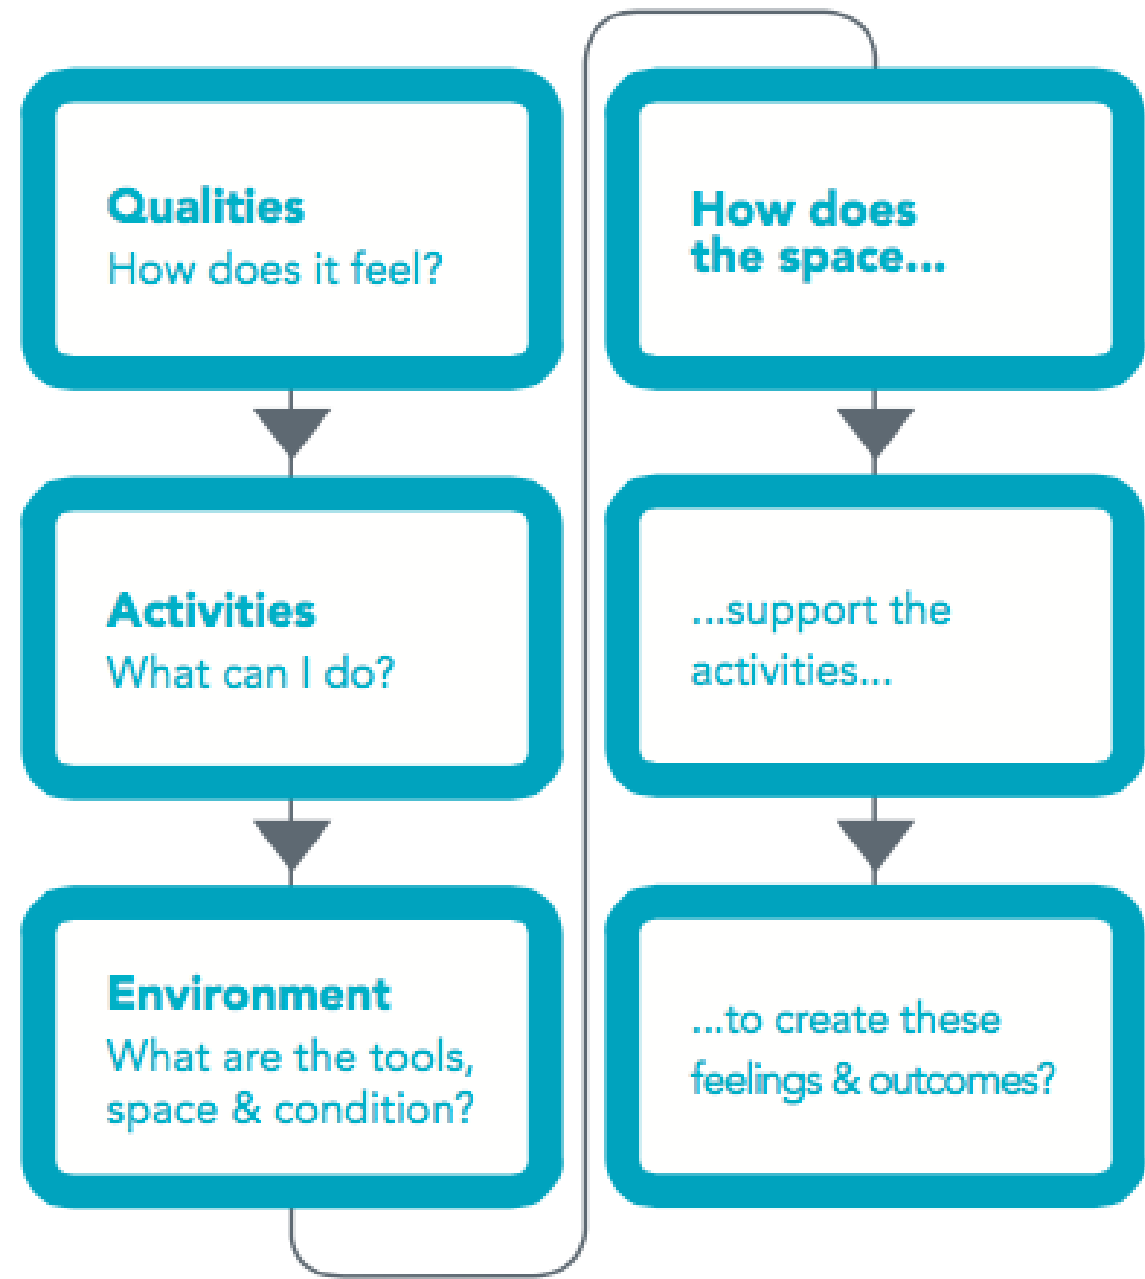 Qualities
How does it feel?
Activities
What can I do?
Environment
What are the tools,
space & condition?
How does
the space...
...support the
activities...
...to create these
feelings & outcomes?